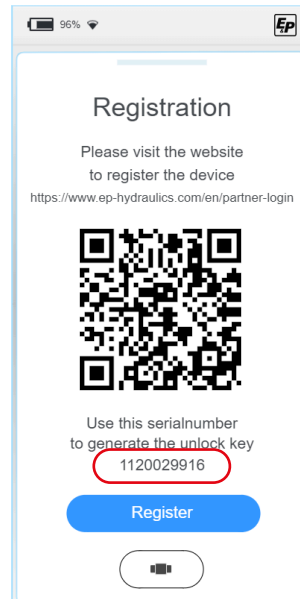 96%
EP
Registration
Please visit the website
to register the device
https://www.ep-hydraulics.com/en/partner-login
Use this serialnumber
to generate the unlock key
1120029916
Register